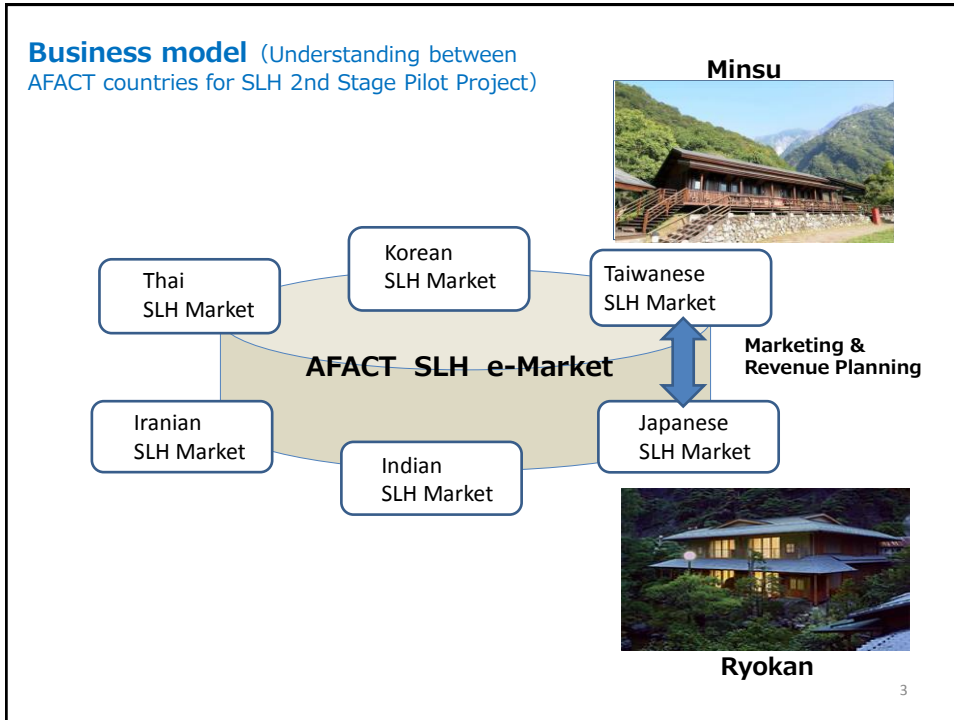 Business model（Understanding between
AFACT countries for SLH 2nd Stage Pilot Project）
Minsu
Korean
SLH Market
Thai
SLH Market
Taiwanese
SLH Market
AFACT SLH e-Market
Marketing &
Revenue Planning
Iranian
SLH Market
Indian
SLH Market
Japanese
SLH Market
Ryokan
3